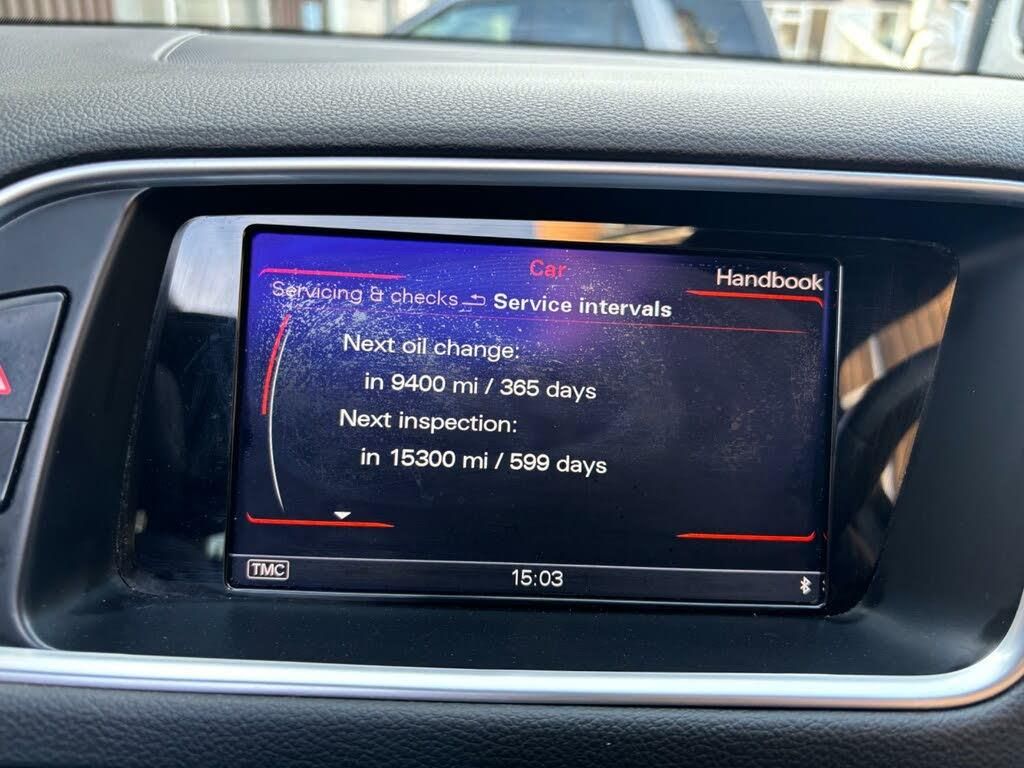 Car
Handbook
Servicing & checks Service intervals
Next oil change:
in 9400 mi / 365 days
Next inspection:
in 15300 mi / 599 days
TMC
15:03